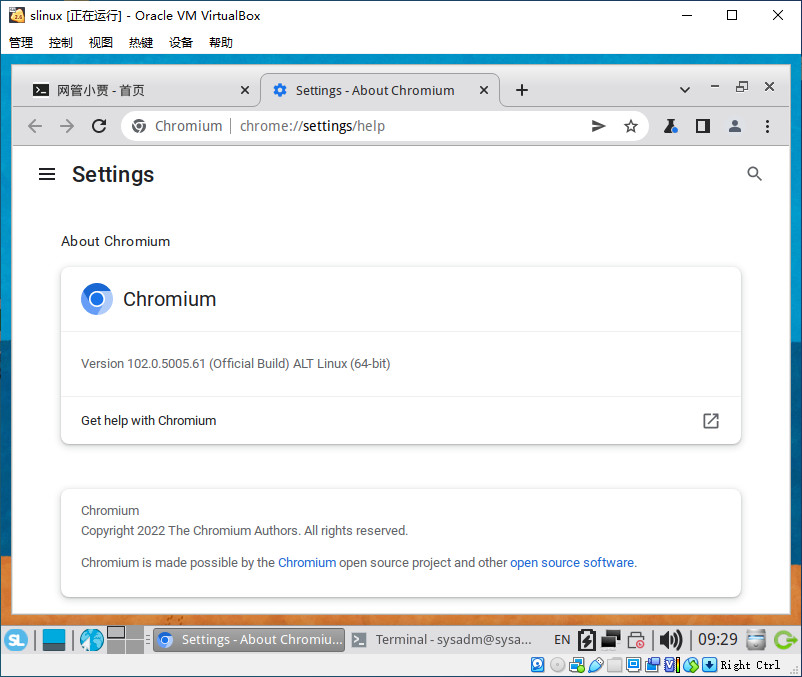 slinux [正在运行] - Oracle VM VirtualBox
管理 控制 视图 热键 设备 帮助
网管小贾 - 首页
Settings - About Chromium
Chromium
chrome://settings/help
Settings
About Chromium
Chromium
Version 102.0.5005.61 (Official Build) ALT Linux (64-bit)
Get help with Chromium
Chromium
Copyright 2022 The Chromium Authors. All rights reserved.
Chromium is made possible by the Chromium open source project and other open source software.
SL
Settings - About Chromiu...
Terminal - sysadm@sysa...
EN
09:29
Right Ctrl